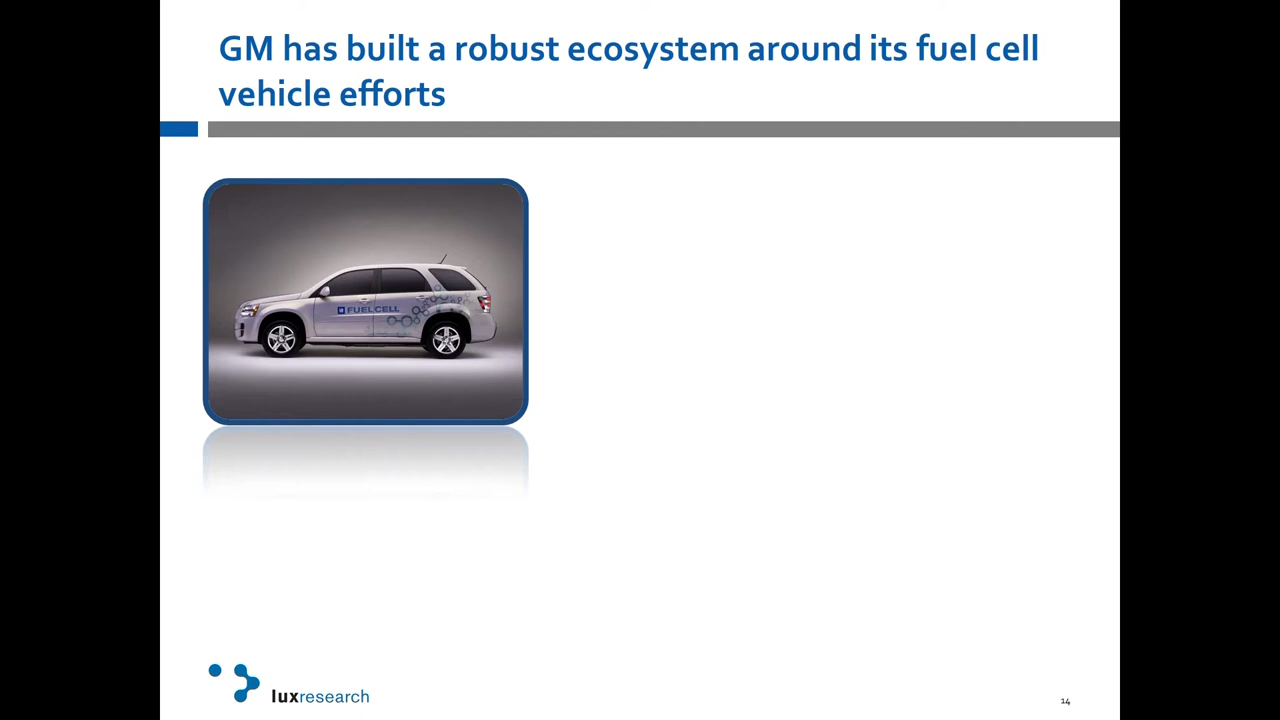 GM has built a robust ecosystem around its fuel cell
vehicle efforts
FUEL CELL
luxresearch
14